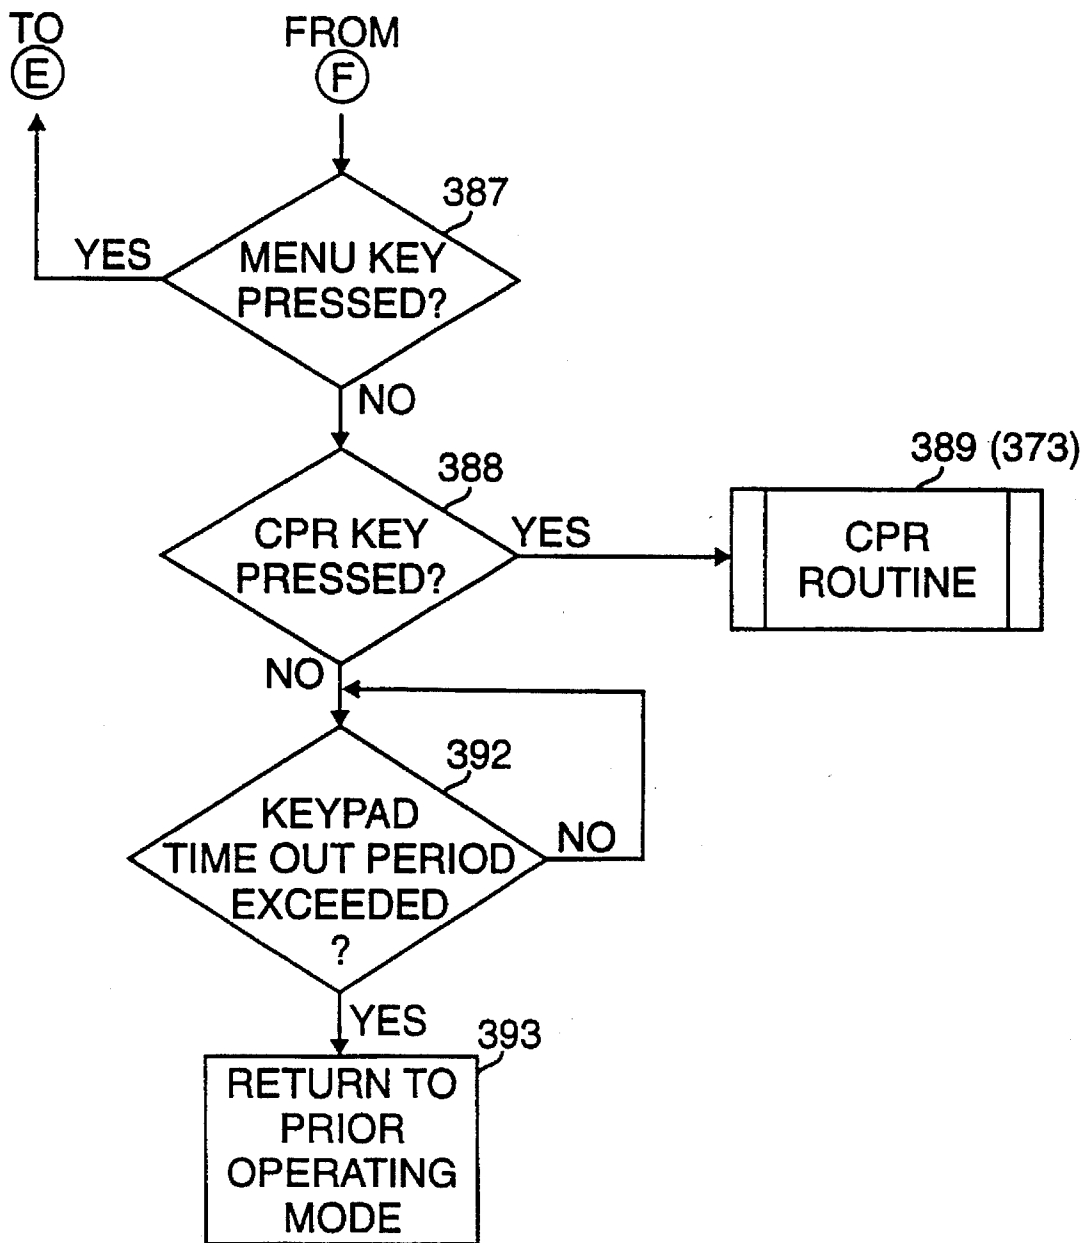 TO
E
FROM
F
387
YES
MENU KEY
PRESSED?
NO
388
CPR KEY
PRESSED?
YES
389 (373)
CPR
ROUTINE
NO
392
KEYPAD
TIME OUT PERIOD
EXCEEDED
?
NO
YES
393
RETURN TO
PRIOR
OPERATING
MODE